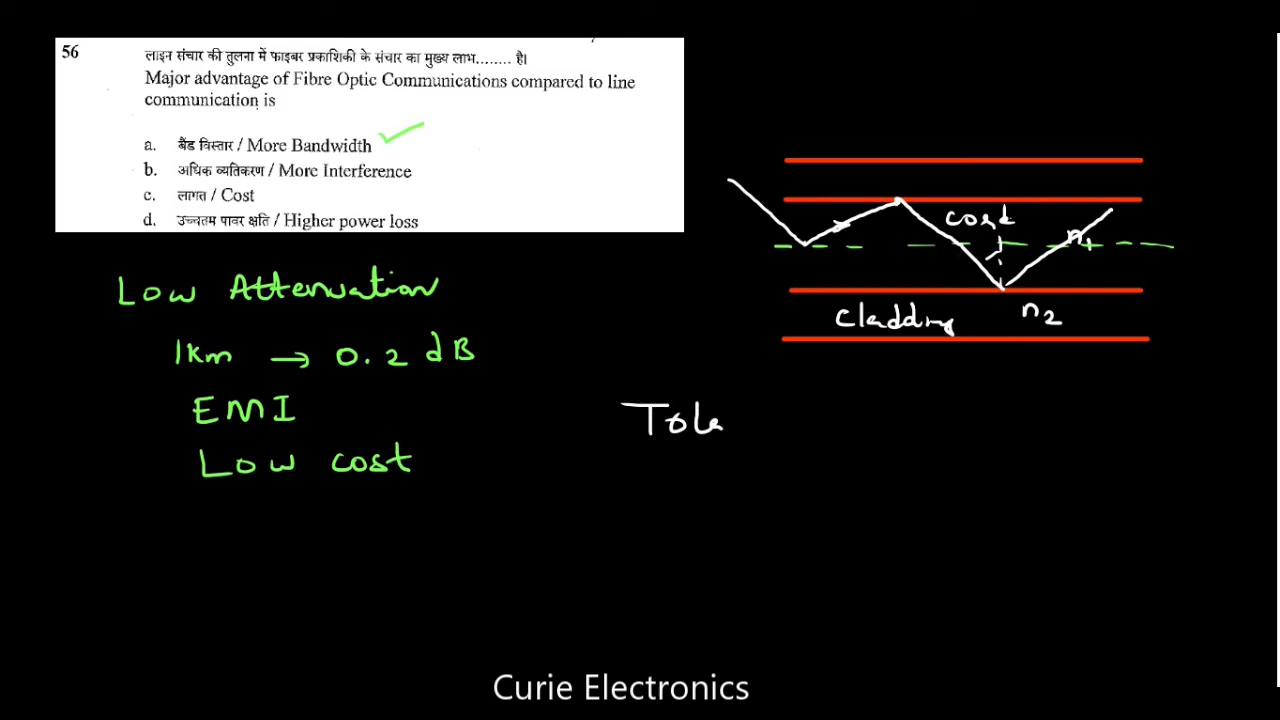 56
लाइन संचार की तुलना में फाइबर प्रकाशिकी के संचार का मुख्य लाभ........ है।
Major advantage of Fibre Optic Communications compared to line
communication is
a. बैंड विस्तार / More Bandwidth
b. अधिक व्यतिकरण / More Interference
c. लागत / Cost
d. उच्चतम पावर क्षति / Higher power loss
Low Attenuation
1km → 0.2 dB
EMI
Low cost
n1
cladding n2
Curie Electronics